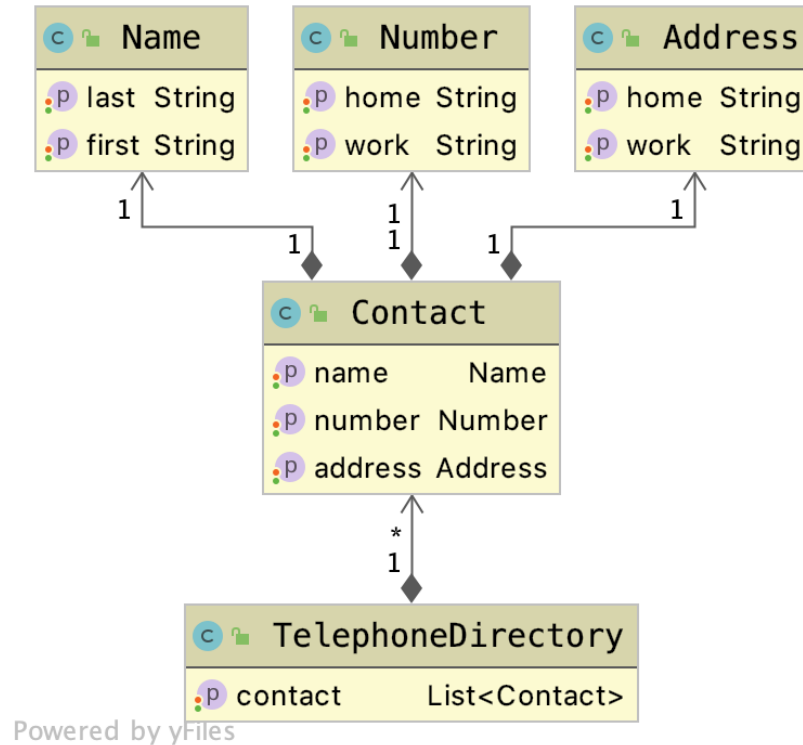 C Name
p last String
p first String
C Number
p home String
p work String
C Address
p home String
p work String
1
1
1
1
1
1
C Contact
p name Name
p number Number
p address Address
*
1
C TelephoneDirectory
p contact List<Contact>
Powered by yFiles